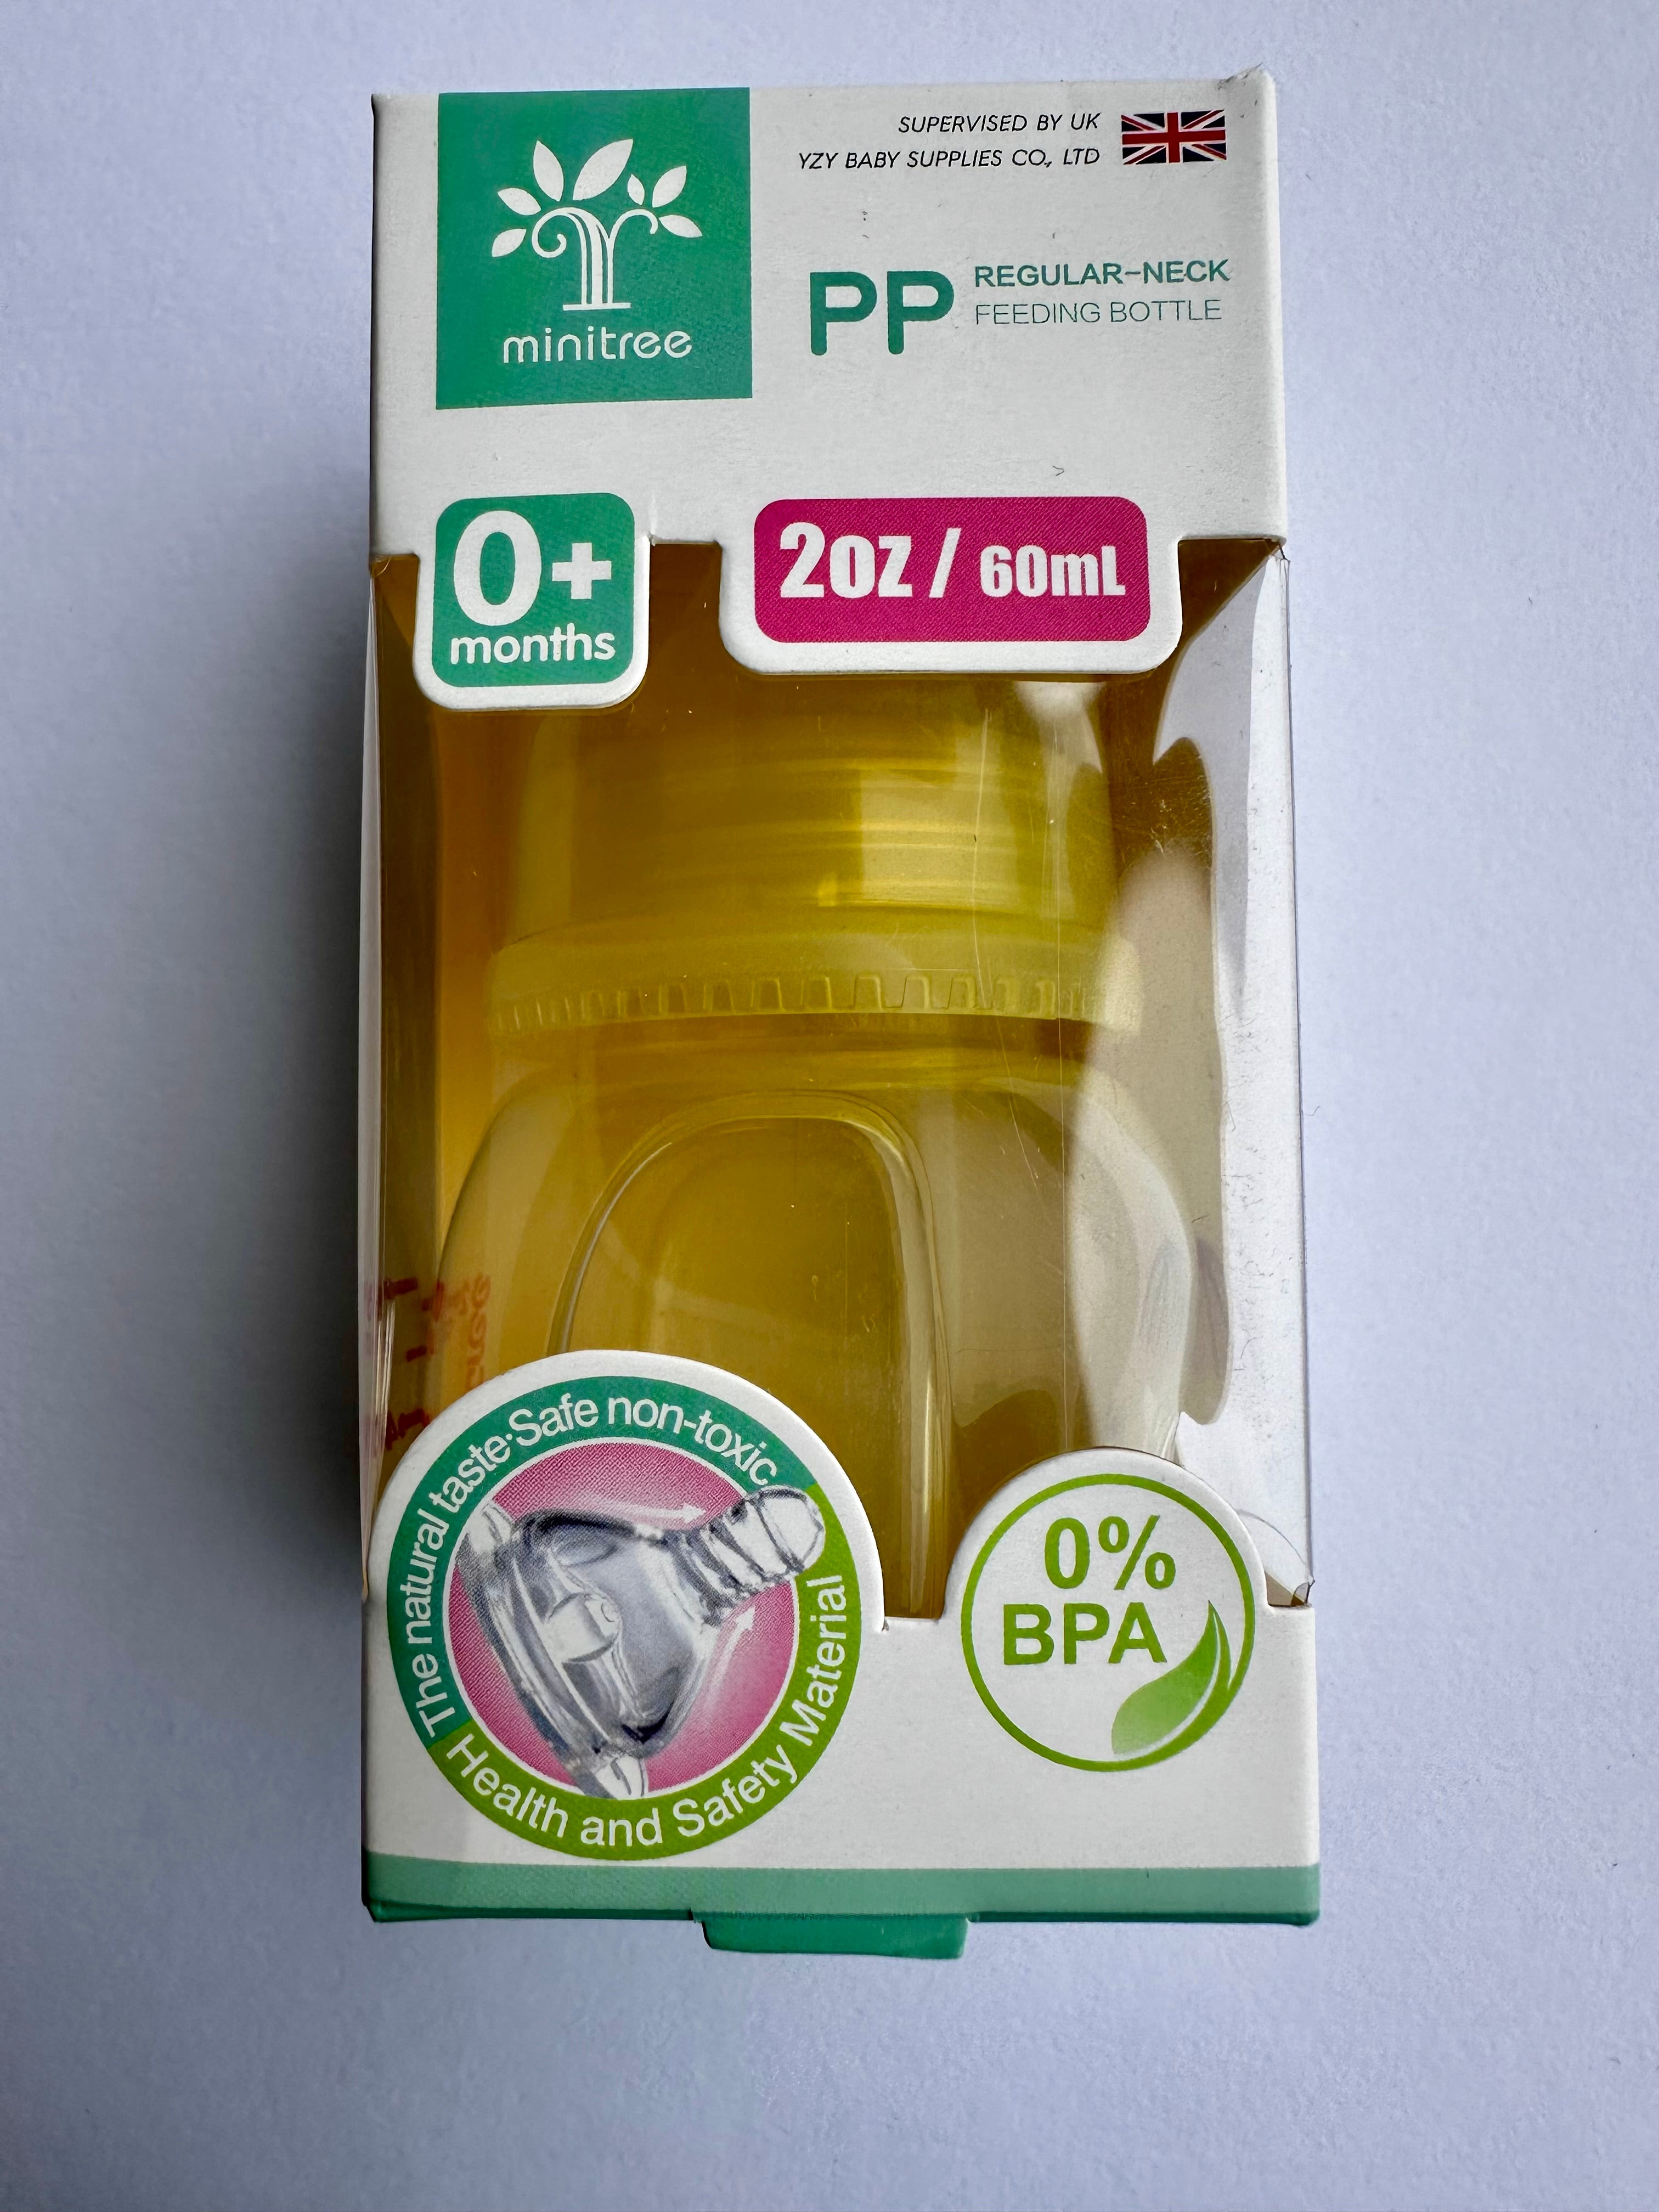 SUPERVISED BY UK
YZY BABY SUPPLIES CO., LTD
minitree
PP
REGULAR-NECK
FEEDING BOTTLE
0+
months
2oz / 60mL
The natural taste·Safe non-toxic
Health and Safety Material
0%
BPA